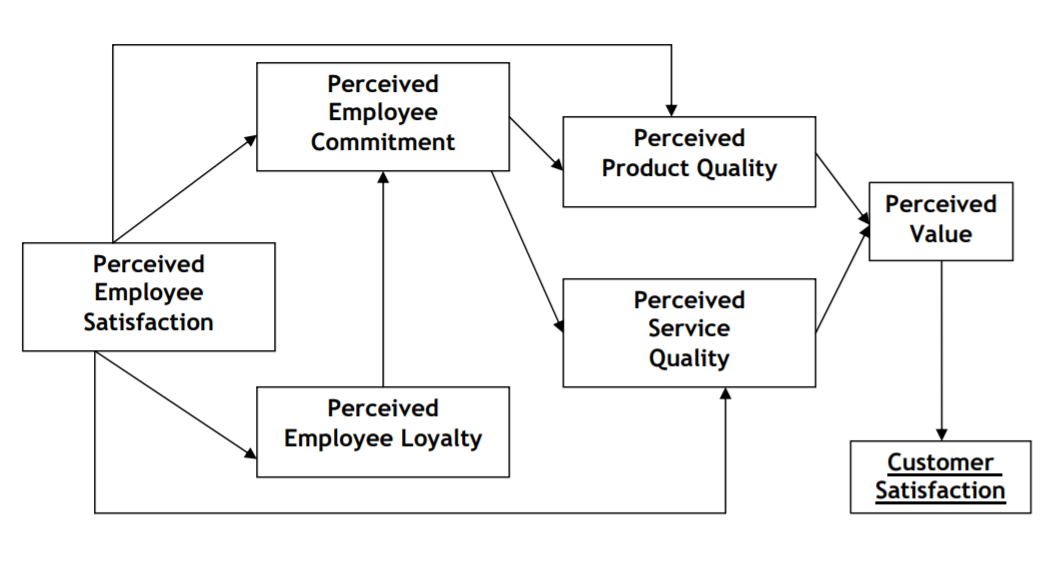 Perceived
Employee
Commitment
Perceived
Product Quality
Perceived
Value
Perceived
Employee
Satisfaction
Perceived
Service
Quality
Perceived
Employee Loyalty
Customer
Satisfaction